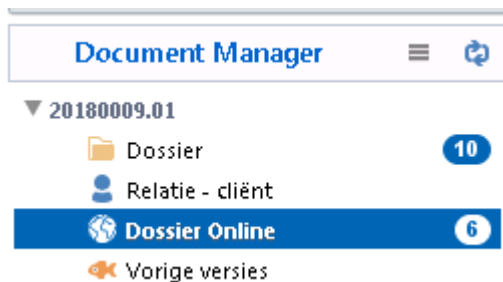 Document Manager
20180009.01
Dossier 10
Relatie - cliënt
Dossier Online 6
Vorige versies